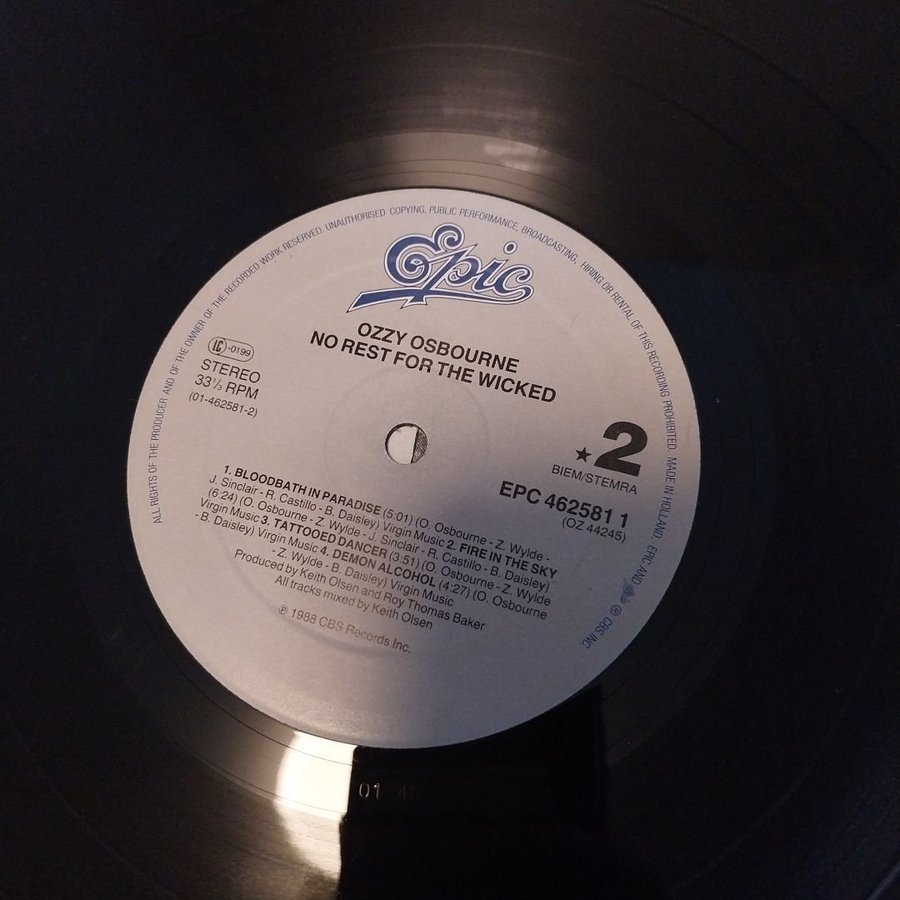 ALL RIGHTS OF THE PRODUCER AND OF THE OWNER OF THE RECORDED WORK RESERVED. UNAUTHORISED COPYING, PUBLIC PERFORMANCE, BROADCASTING, HIRING OR RENTAL OF THIS RECORDING PROHIBITED. MADE IN HOLLAND. EPIC AND ℗ CBS INC.
Epic
OZZY OSBOURNE
NO REST FOR THE WICKED
LC-0199
STEREO
33⅓ RPM
(01-462581-2)
★2
BIEM/STEMRA
EPC 462581 1
(OZ 44245)
1. BLOODBATH IN PARADISE (5:01) (O. Osbourne - Z. Wylde -
J. Sinclair - R. Castillo - B. Daisley) Virgin Music 2. FIRE IN THE SKY
(6:24) (O. Osbourne - Z. Wylde - J. Sinclair - R. Castillo - B. Daisley)
Virgin Music 3. TATTOOED DANCER (3:51) (O. Osbourne - Z. Wylde
- B. Daisley) Virgin Music 4. DEMON ALCOHOL (4:27) (O. Osbourne
- Z. Wylde - B. Daisley) Virgin Music
Produced by Keith Olsen and Roy Thomas Baker
All tracks mixed by Keith Olsen
℗ 1988 CBS Records Inc.
01 46